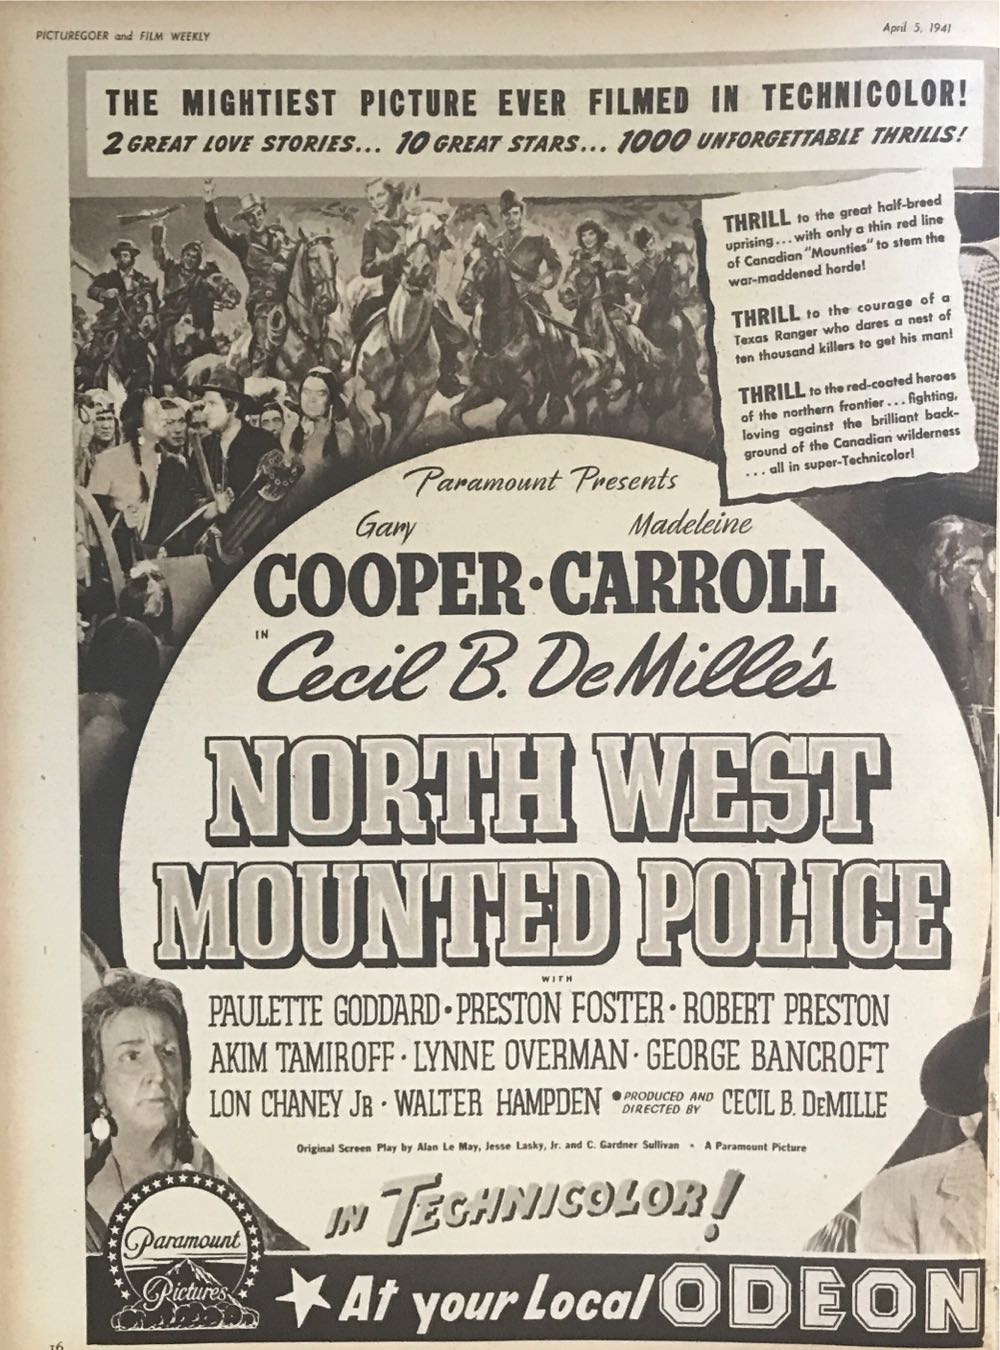 PICTUREGOER and FILM WEEKLY
April 5, 1941
THE MIGHTIEST PICTURE EVER FILMED IN TECHNICOLOR!
2 GREAT LOVE STORIES... 10 GREAT STARS... 1000 UNFORGETTABLE THRILLS!
THRILL to the great half-breed
uprising...with only a thin red line
of Canadian "Mounties" to stem the
war-maddened horde!
THRILL to the courage of a
Texas Ranger who dares a nest of
ten thousand killers to get his man!
THRILL to the red-coated heroes
of the northern frontier...fighting,
loving against the brilliant back-
ground of the Canadian wilderness
...all in super-Technicolor!
Paramount Presents
Gary Madeleine
COOPER·CARROLL
IN
Cecil B. DeMille's
NORTH WEST
MOUNTED POLICE
WITH
PAULETTE GODDARD·PRESTON FOSTER·ROBERT PRESTON
AKIM TAMIROFF·LYNNE OVERMAN·GEORGE BANCROFT
LON CHANEY JR·WALTER HAMPDEN •PRODUCED AND DIRECTED BY CECIL B. DeMILLE
Original Screen Play by Alan Le May, Jesse Lasky, Jr. and C. Gardner Sullivan • A Paramount Picture
IN TECHNICOLOR!
Paramount
Pictures
At your Local ODEON
16